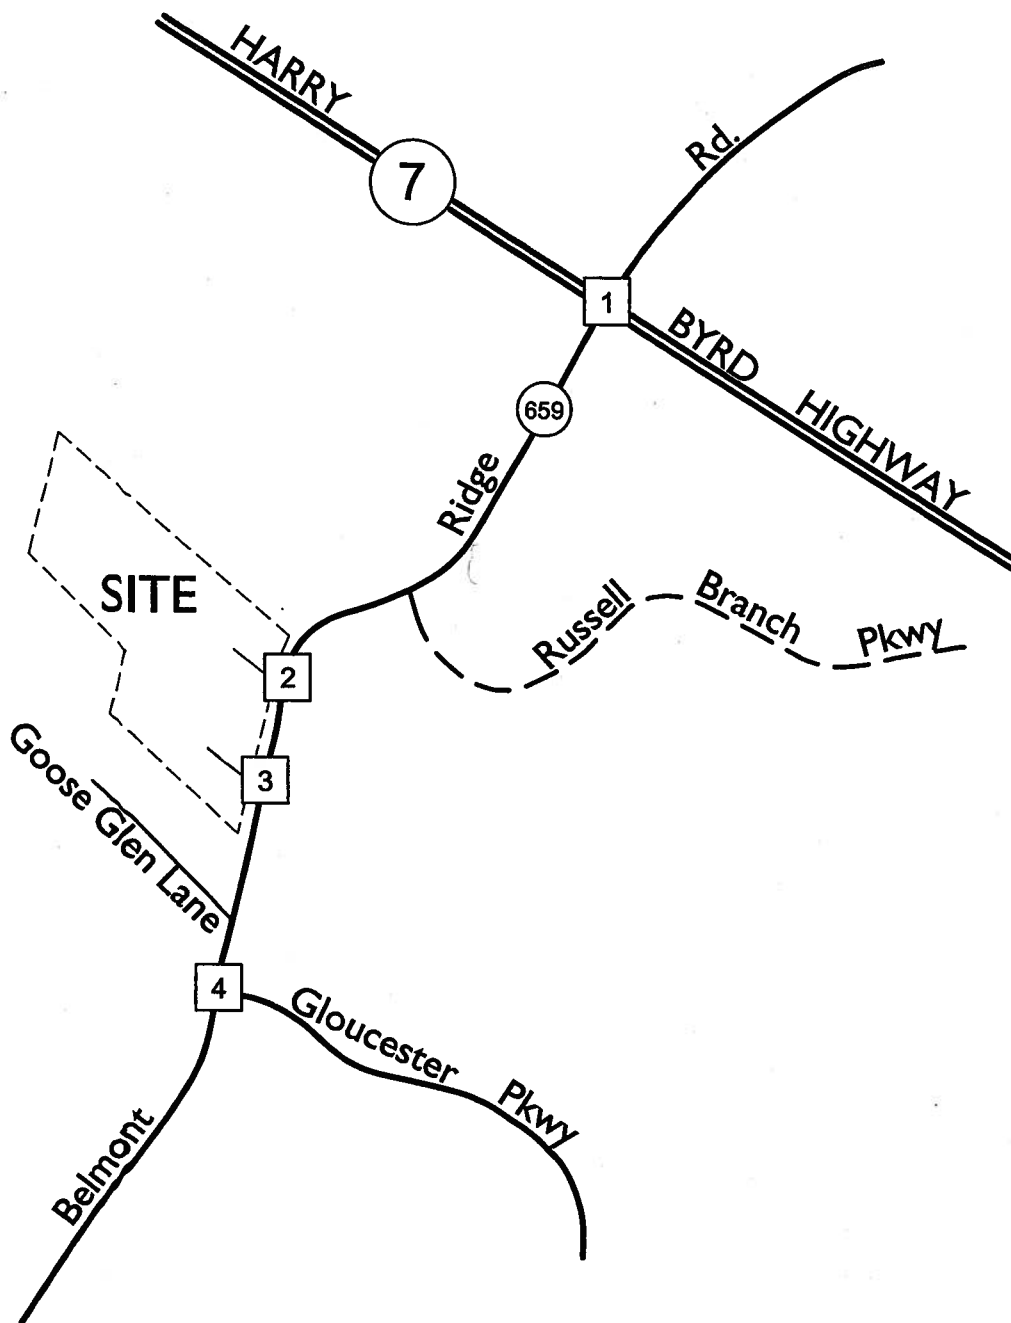 HARRY
7
Rd.
1
BYRD
HIGHWAY
659
Ridge
SITE
Russell
Branch
Pkwy
2
3
Goose Glen Lane
4
Gloucester
Pkwy
Belmont